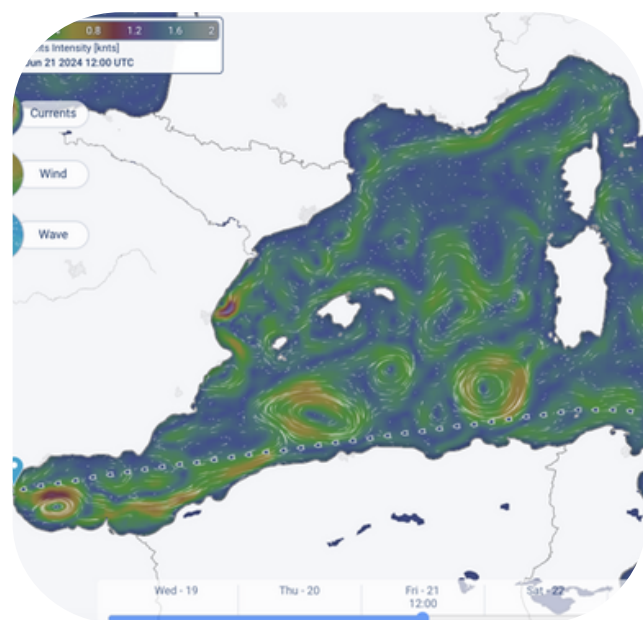 0.8 1.2 1.6 2
nts Intensity [knts]
Jun 21 2024 12:00 UTC
Currents
Wind
Wave
Wed - 19 Thu - 20 Fri - 21 Sat - 22
12:00